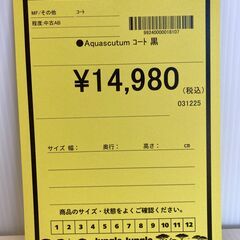 MF/その他 コート
程度:中古AB
9824000018107
●Aquascutum コート 黒
¥14,980(税込)
031225
サイズ 幅: 奥行: 高さ: cm
商品のサイズ・状態をよくご確認ください。
1 2 3 4 5 6 7 8 9 10 11 12
Jungle Jungle